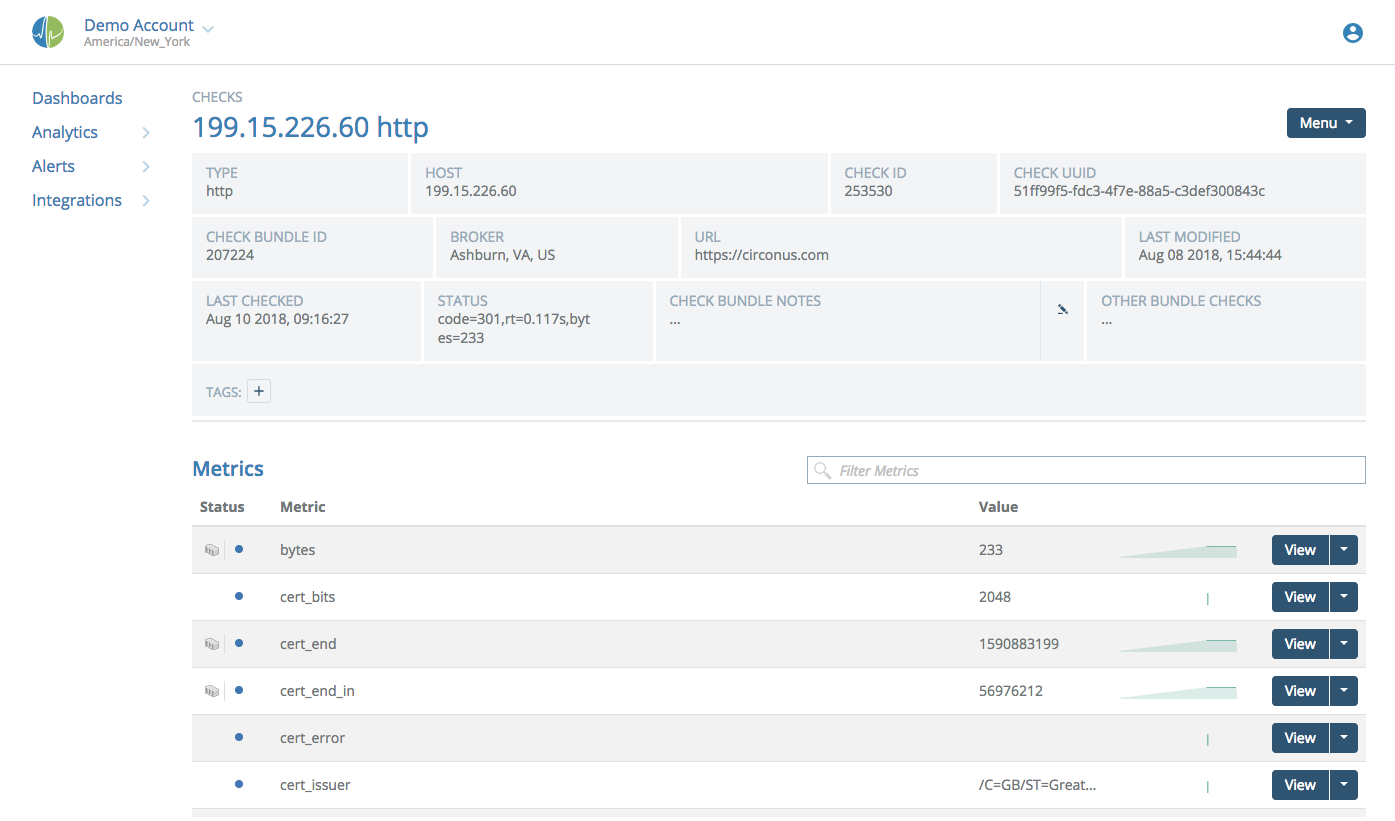 Demo Account
America/New_York
Dashboards
Analytics
Alerts
Integrations
CHECKS
199.15.226.60 http
Menu
TYPE
http
HOST
199.15.226.60
CHECK ID
253530
CHECK UUID
51ff99f5-fdc3-4f7e-88a5-c3def300843c
CHECK BUNDLE ID
207224
BROKER
Ashburn, VA, US
URL
https://circonus.com
LAST MODIFIED
Aug 08 2018, 15:44:44
LAST CHECKED
Aug 10 2018, 09:16:27
STATUS
code=301,rt=0.117s,byt
es=233
CHECK BUNDLE NOTES
...
OTHER BUNDLE CHECKS
...
TAGS: +
Metrics
Filter Metrics
Status Metric Value
bytes 233 View
cert_bits 2048 View
cert_end 1590883199 View
cert_end_in 56976212 View
cert_error View
cert_issuer /C=GB/ST=Great... View